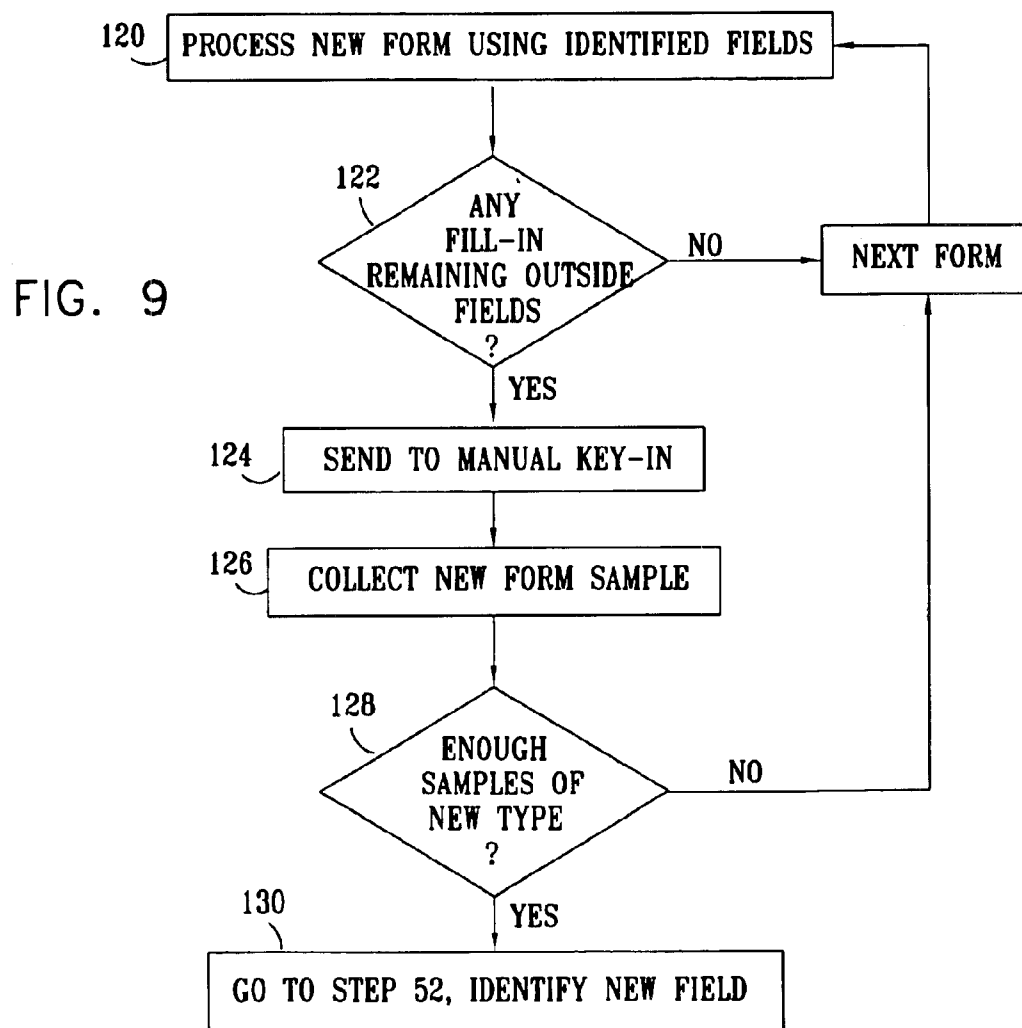 120
PROCESS NEW FORM USING IDENTIFIED FIELDS
122
ANY
FILL-IN
REMAINING OUTSIDE
FIELDS
?
NO
NEXT FORM
FIG. 9
YES
124
SEND TO MANUAL KEY-IN
126
COLLECT NEW FORM SAMPLE
128
ENOUGH
SAMPLES OF
NEW TYPE
?
NO
YES
130
GO TO STEP 52, IDENTIFY NEW FIELD